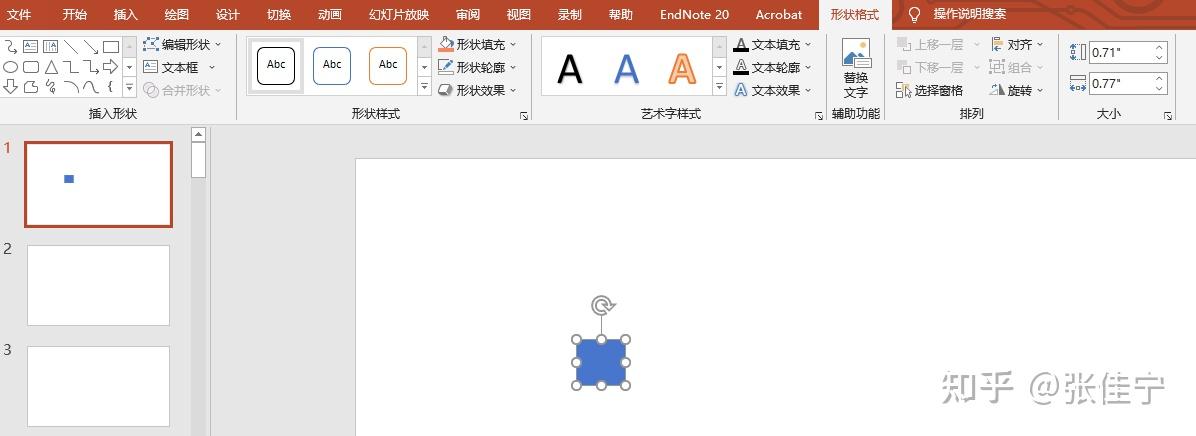 文件 开始 插入 绘图 设计 切换 动画 幻灯片放映 审阅 视图 录制 帮助 EndNote 20 Acrobat 形状格式 操作说明搜索
编辑形状 Abc Abc Abc 形状填充 A A A 文本填充 替换 上移一层 对齐 0.71"
文本框 形状轮廓 文本轮廓 文字 下移一层 组合 0.77"
合并形状 形状效果 文本效果 选择窗格 旋转
插入形状 形状样式 艺术字样式 辅助功能 排列 大小
1
2
3
知乎 @张佳宁